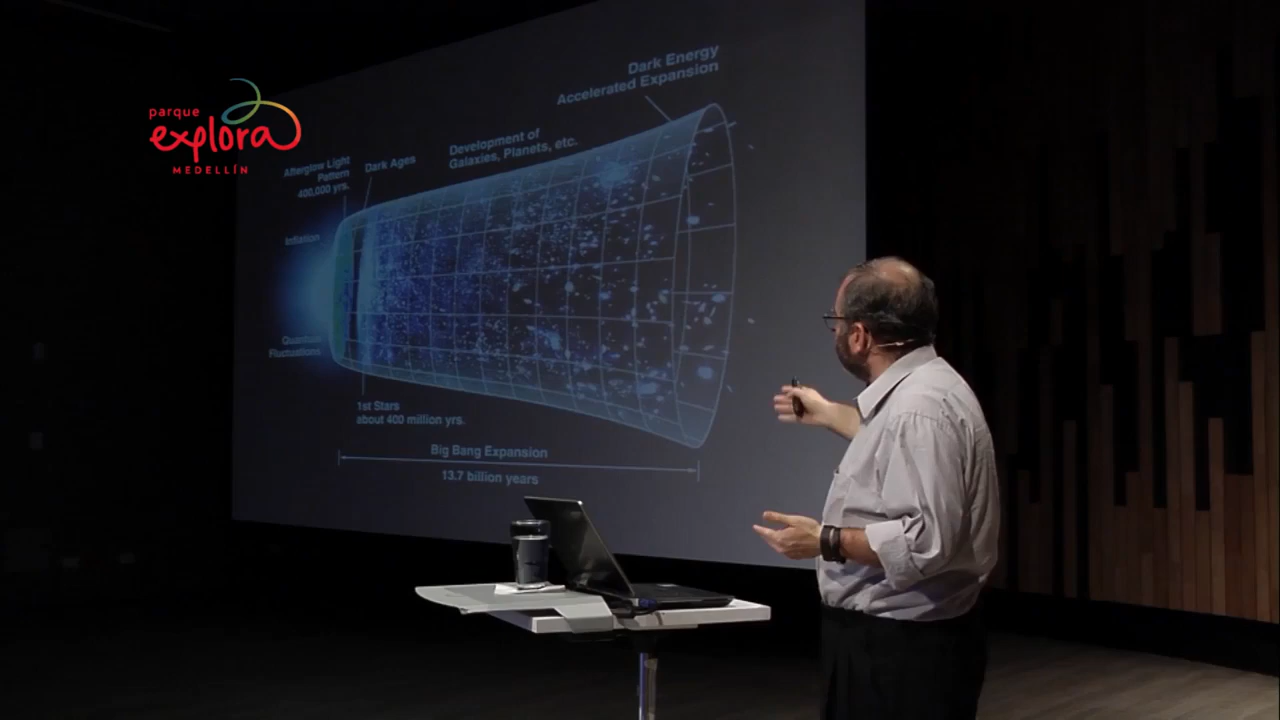 parque
explora
MEDELLÍN
Dark Energy
Accelerated Expansion
Development of
Galaxies, Planets, etc.
Afterglow Light
Pattern
400,000 yrs.
Dark Ages
Inflation
Quantum
Fluctuations
1st Stars
about 400 million yrs.
Big Bang Expansion
13.7 billion years